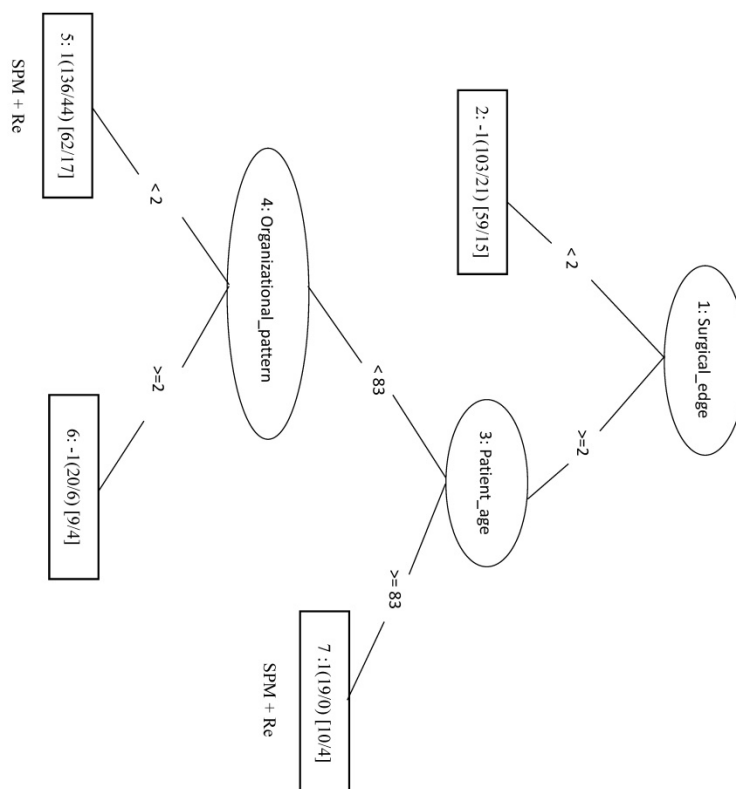 1: Surgical_edge
< 2
>=2
2: -1(103/21) [59/15]
3: Patient_age
< 83
>= 83
4: Organizational_pattern
7 :1(19/0) [10/4]
SPM + Re
< 2
>=2
5: 1(136/44) [62/17]
SPM + Re
6: -1(20/6) [9/4]